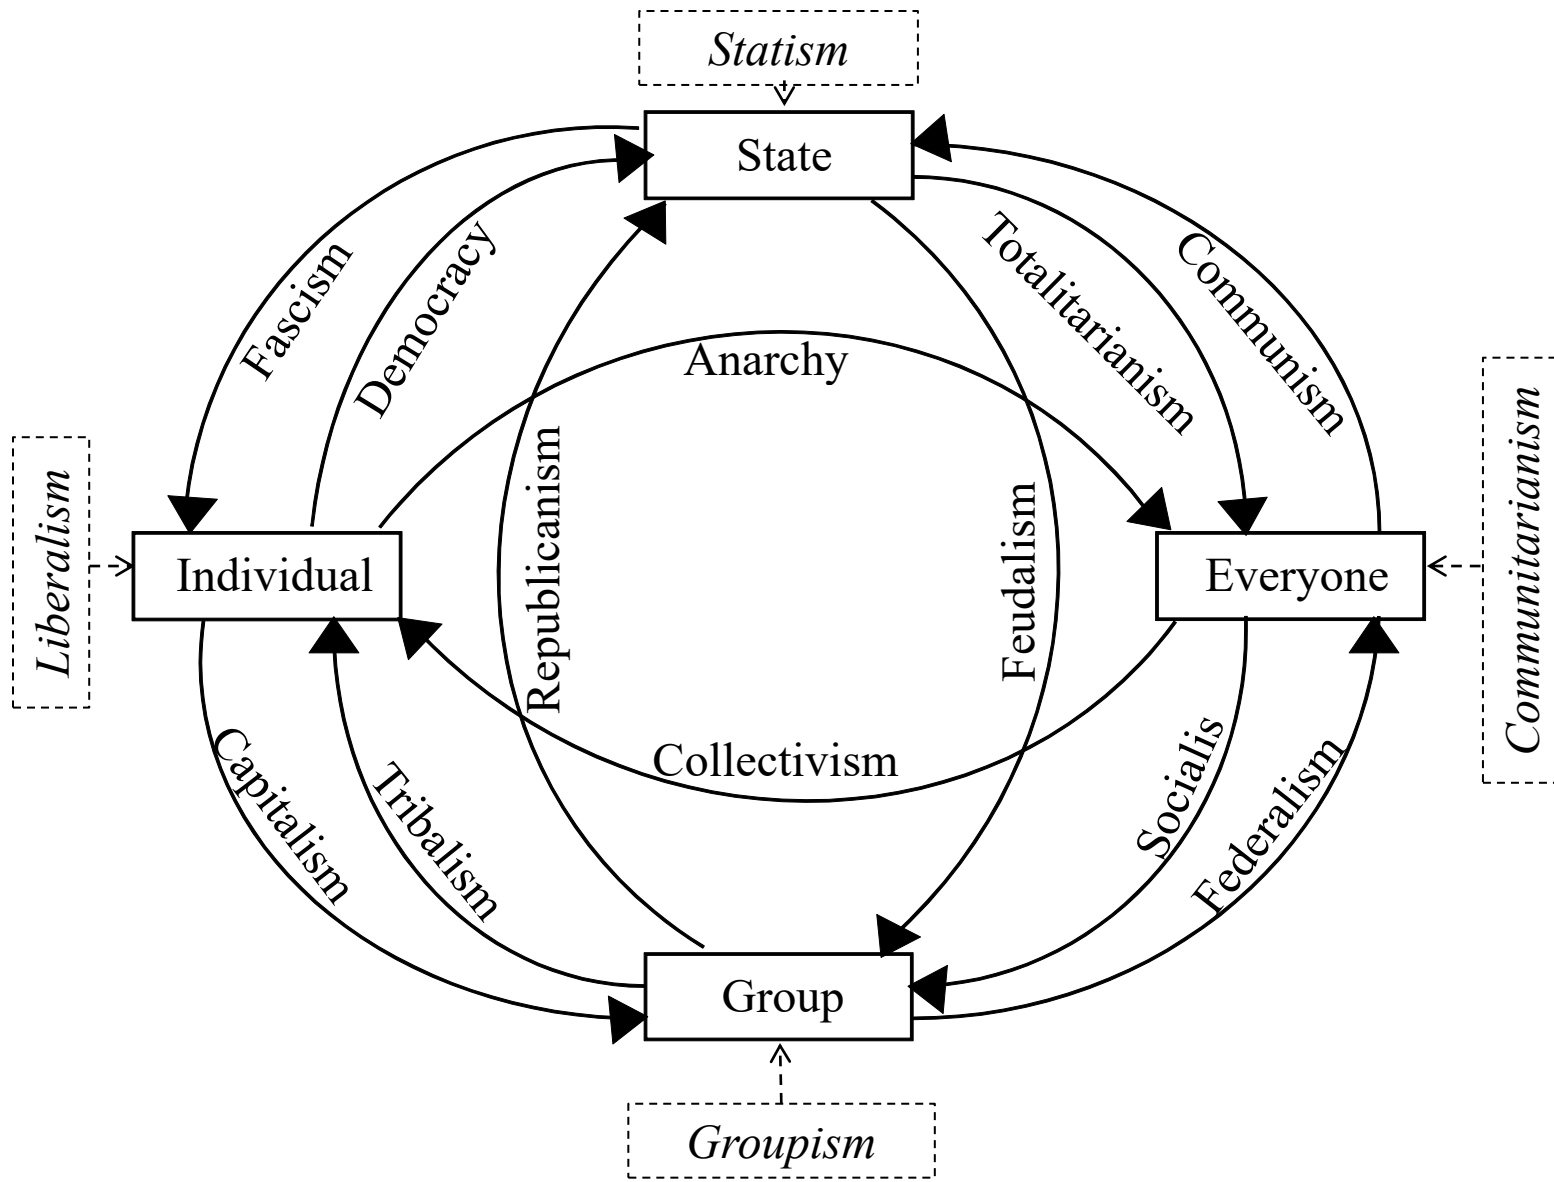 Statism
State
Fascism
Democracy
Totalitarianism
Communism
Anarchy
Liberalism
Individual
Republicanism
Feudalism
Everyone
Communitarianism
Collectivism
Capitalism
Tribalism
Socialis
Federalism
Group
Groupism